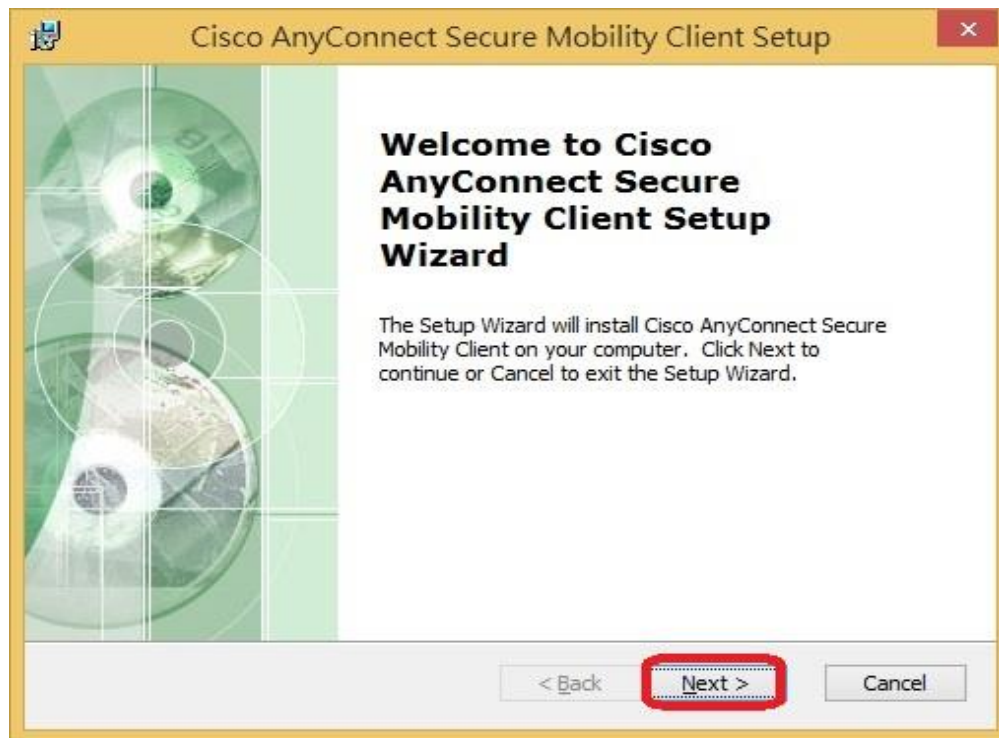 Cisco AnyConnect Secure Mobility Client Setup
Welcome to Cisco
AnyConnect Secure
Mobility Client Setup
Wizard
The Setup Wizard will install Cisco AnyConnect Secure
Mobility Client on your computer.  Click Next to
continue or Cancel to exit the Setup Wizard.
< Back Next > Cancel